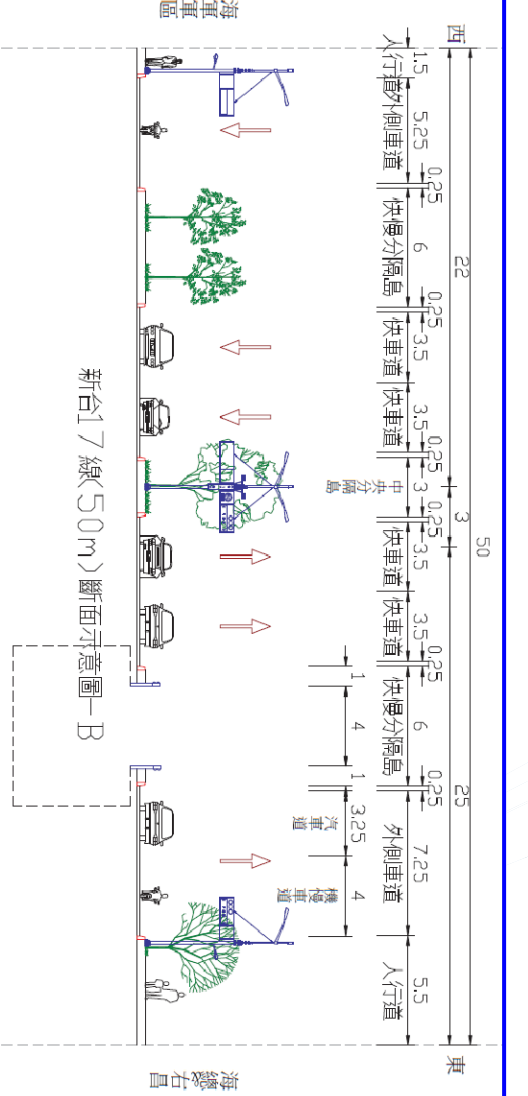 50
西 22 3 25 東
1.5 5.25 0.25 6 0.25 3.5 3.5 0.25 3 0.25 3.5 3.5 0.25 6 0.25 7.25 5.5
人行道 外側車道 快慢分隔島 快車道 快車道 中央分隔島 快車道 快車道 快慢分隔島 外側車道 人行道
1 4 1 3.25 4
汽車道 機慢車道
海軍軍區
海總&右昌
新台17線(50m)斷面示意圖-B